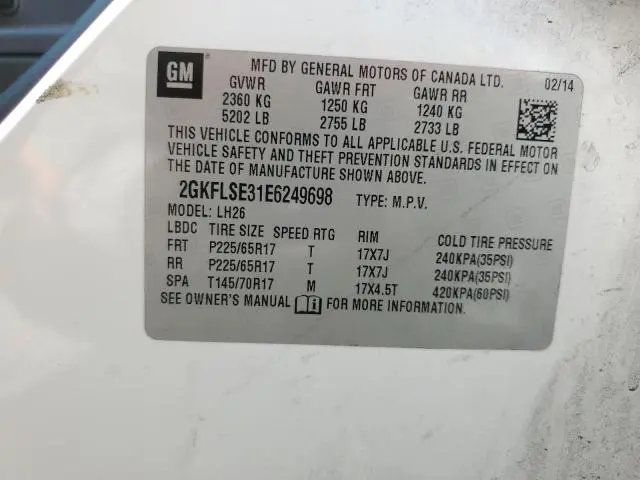 GM
MFD BY GENERAL MOTORS OF CANADA LTD. 02/14
GVWR GAWR FRT GAWR RR
2360 KG 1250 KG 1240 KG
5202 LB 2755 LB 2733 LB
THIS VEHICLE CONFORMS TO ALL APPLICABLE U.S. FEDERAL MOTOR
VEHICLE SAFETY AND THEFT PREVENTION STANDARDS IN EFFECT ON
THE DATE OF MANUFACTURE SHOWN ABOVE.
2GKFLSE31E6249698 TYPE: M.P.V.
MODEL: LH26
LBDC TIRE SIZE SPEED RTG RIM COLD TIRE PRESSURE
FRT P225/65R17 T 17X7J 240KPA(35PSI)
RR P225/65R17 T 17X7J 240KPA(35PSI)
SPA T145/70R17 M 17X4.5T 420KPA(60PSI)
SEE OWNER'S MANUAL FOR MORE INFORMATION.